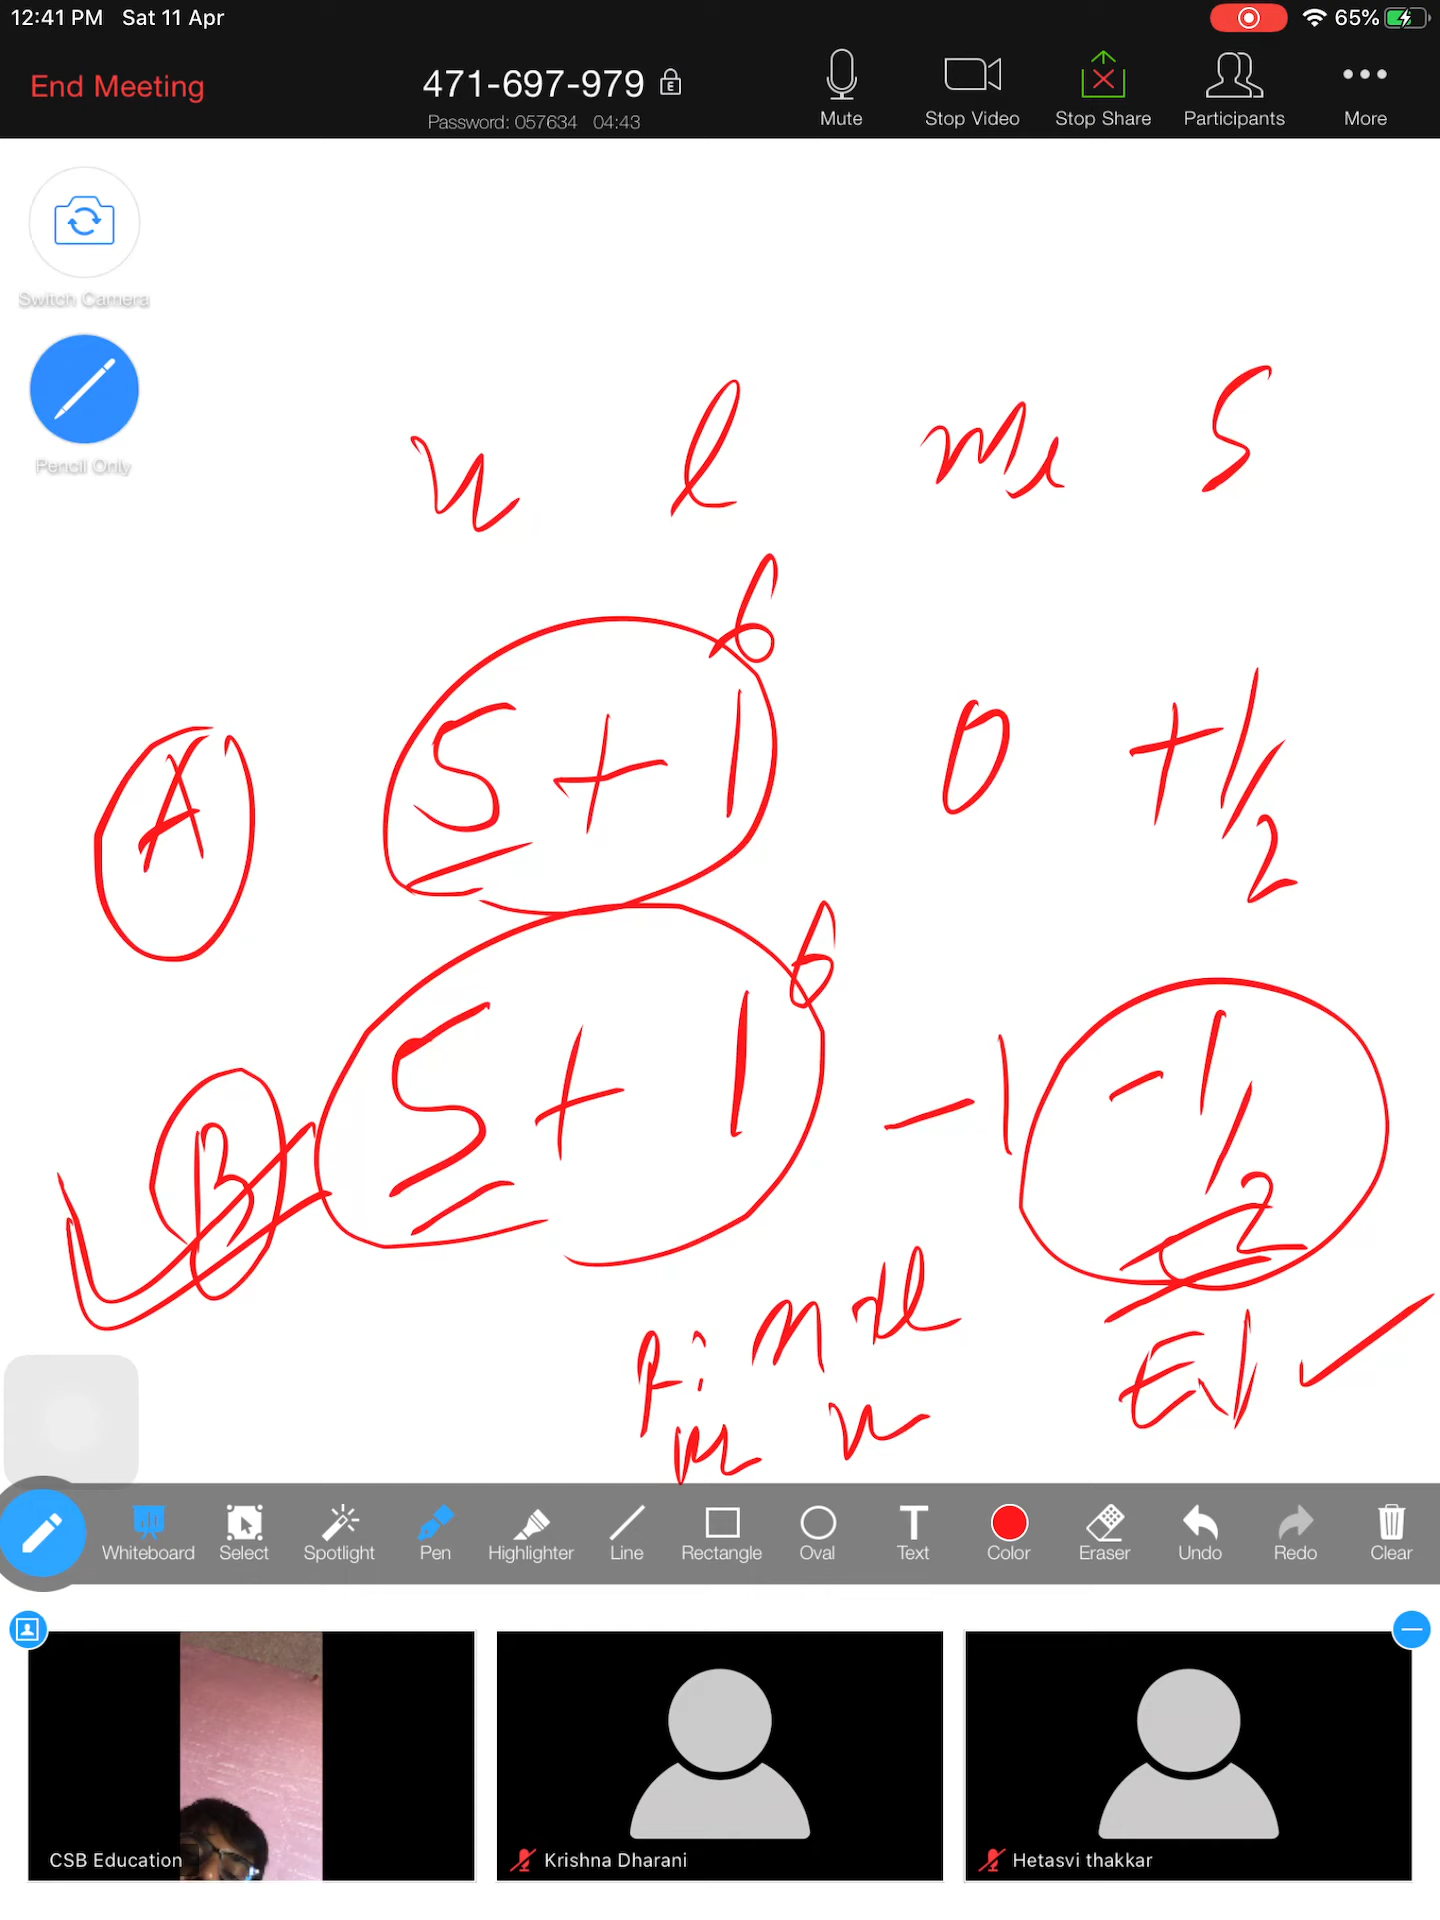 12:41 PM Sat 11 Apr 65%
End Meeting 471-697-979 E
Password: 057634 04:43
Mute Stop Video Stop Share Participants More
Switch Camera
Pencil Only
n l ml s
6
A 5 + 1 0 +1/2
6
B 5 + 1 -1 -1/2
Whiteboard Select Spotlight Pen Highlighter Line Rectangle Oval Text Color Eraser Undo Redo Clear
CSB Education Krishna Dharani Hetasvi thakkar